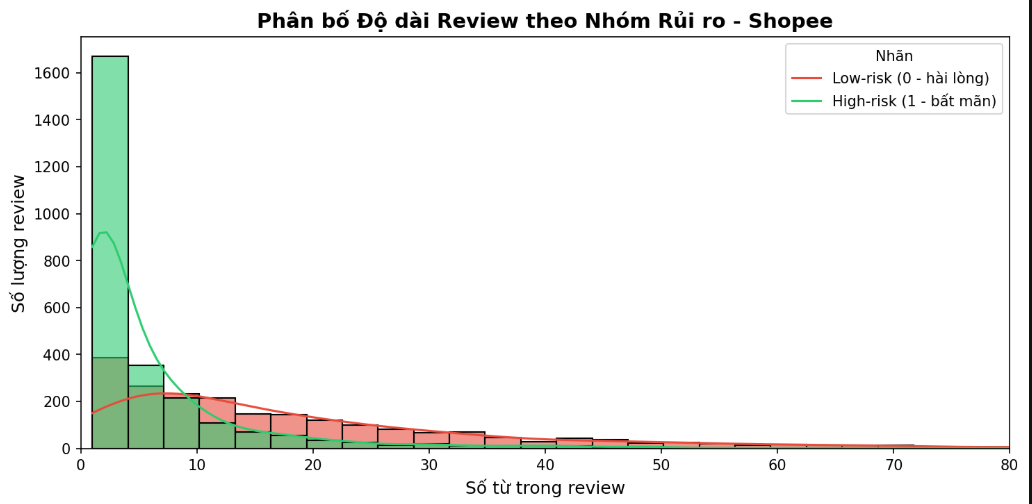 Phân bố Độ dài Review theo Nhóm Rủi ro - Shopee
Nhãn
Low-risk (0 - hài lòng)
High-risk (1 - bất mãn)
Số lượng review
1600
1400
1200
1000
800
600
400
200
0
0 10 20 30 40 50 60 70 80
Số từ trong review